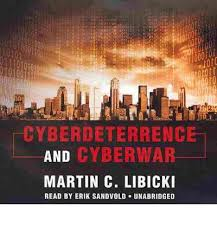 CYBERDETERRENCE
AND CYBERWAR
MARTIN C. LIBICKI
READ BY ERIK SANDVOLD • UNABRIDGED